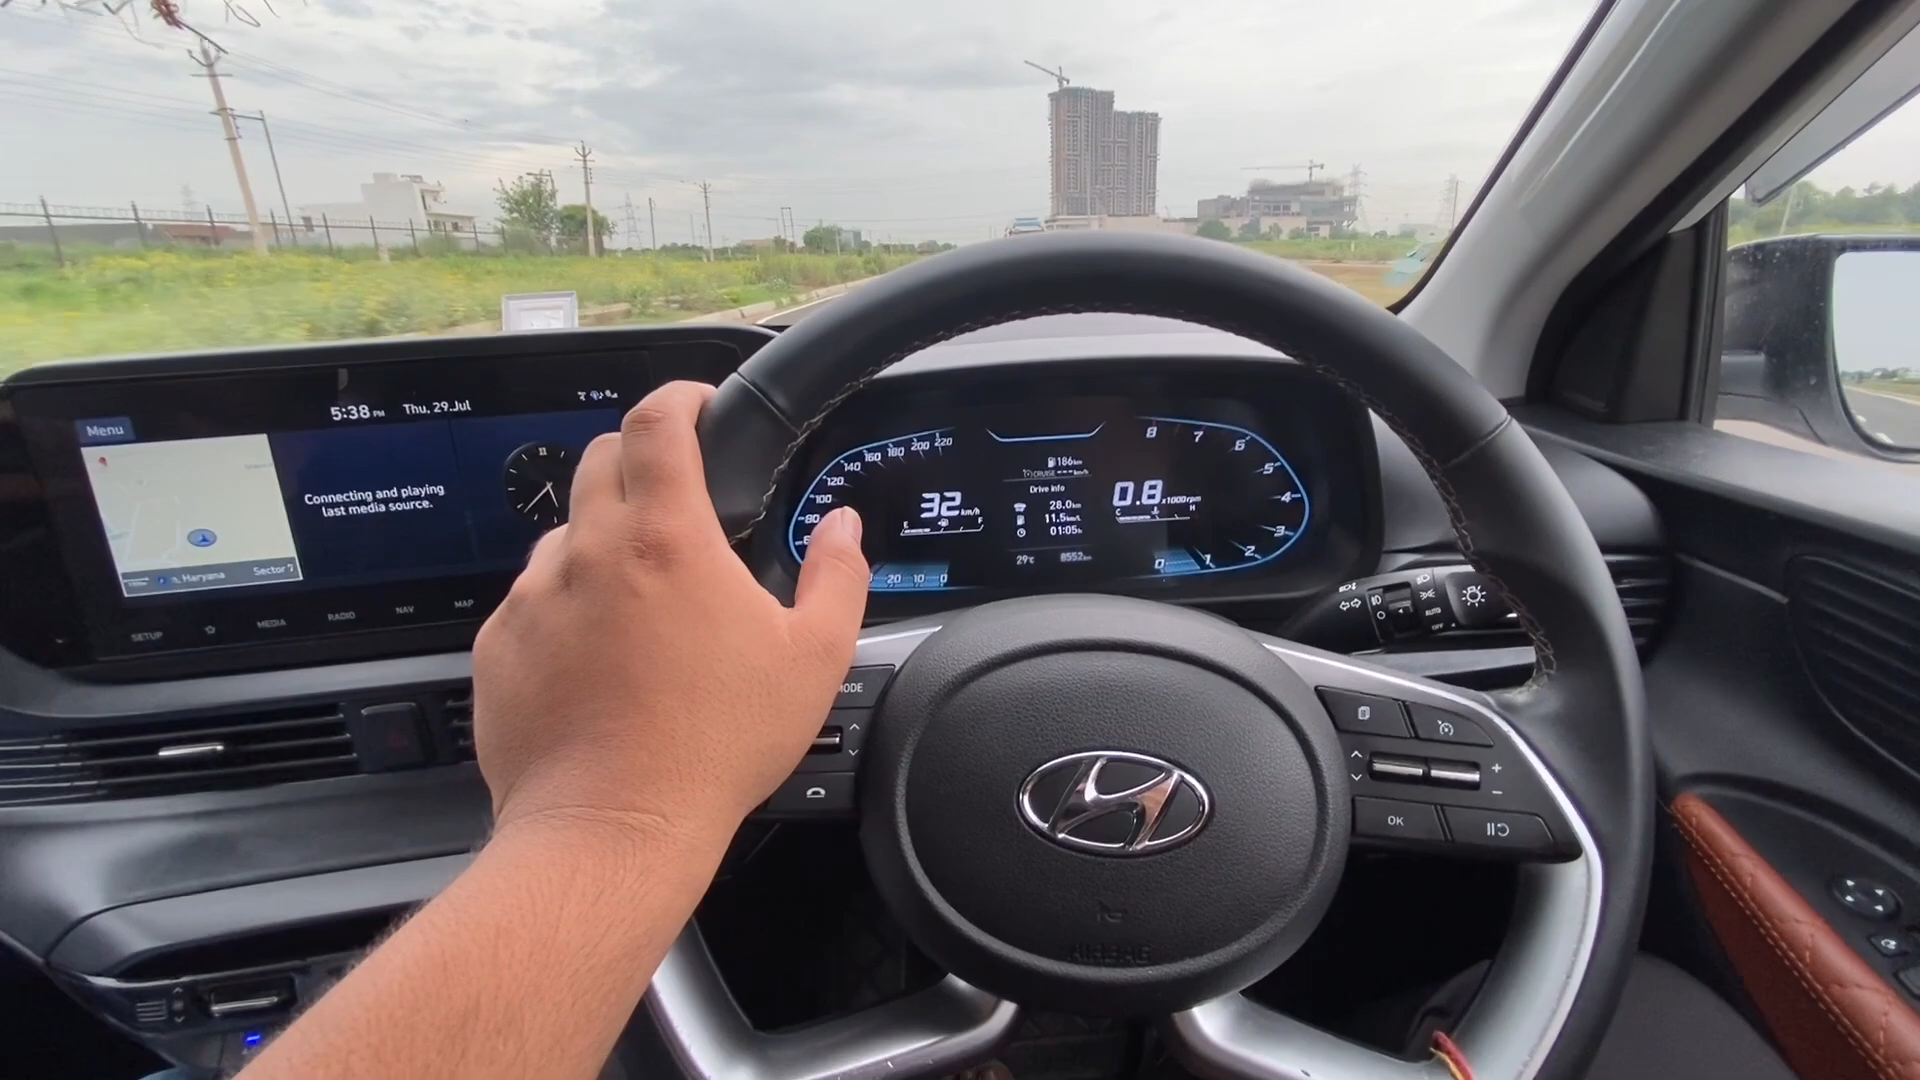 5:38 PM Thu, 29.Jul
Menu
Connecting and playing
last media source.
Haryana Sector 7
SETUP MEDIA RADIO NAV MAP
80 100 120 140 160 180 200 220
32 km/h
E F
20 10 0
186 km
CRUISE ---km/h
Drive info
28.0 km
11.5 km/L
01:05 h
29°C 8552 km
0.8 x1000rpm
C H
8 7 6 5 4 3 2 1 0
AUTO
OFF
MODE
OK
AIRBAG